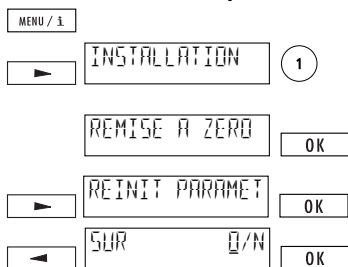 MENU / i
INSTALLATION
1
REMISE A ZERO
OK
REINIT PARAMET
OK
SUR O/N
OK